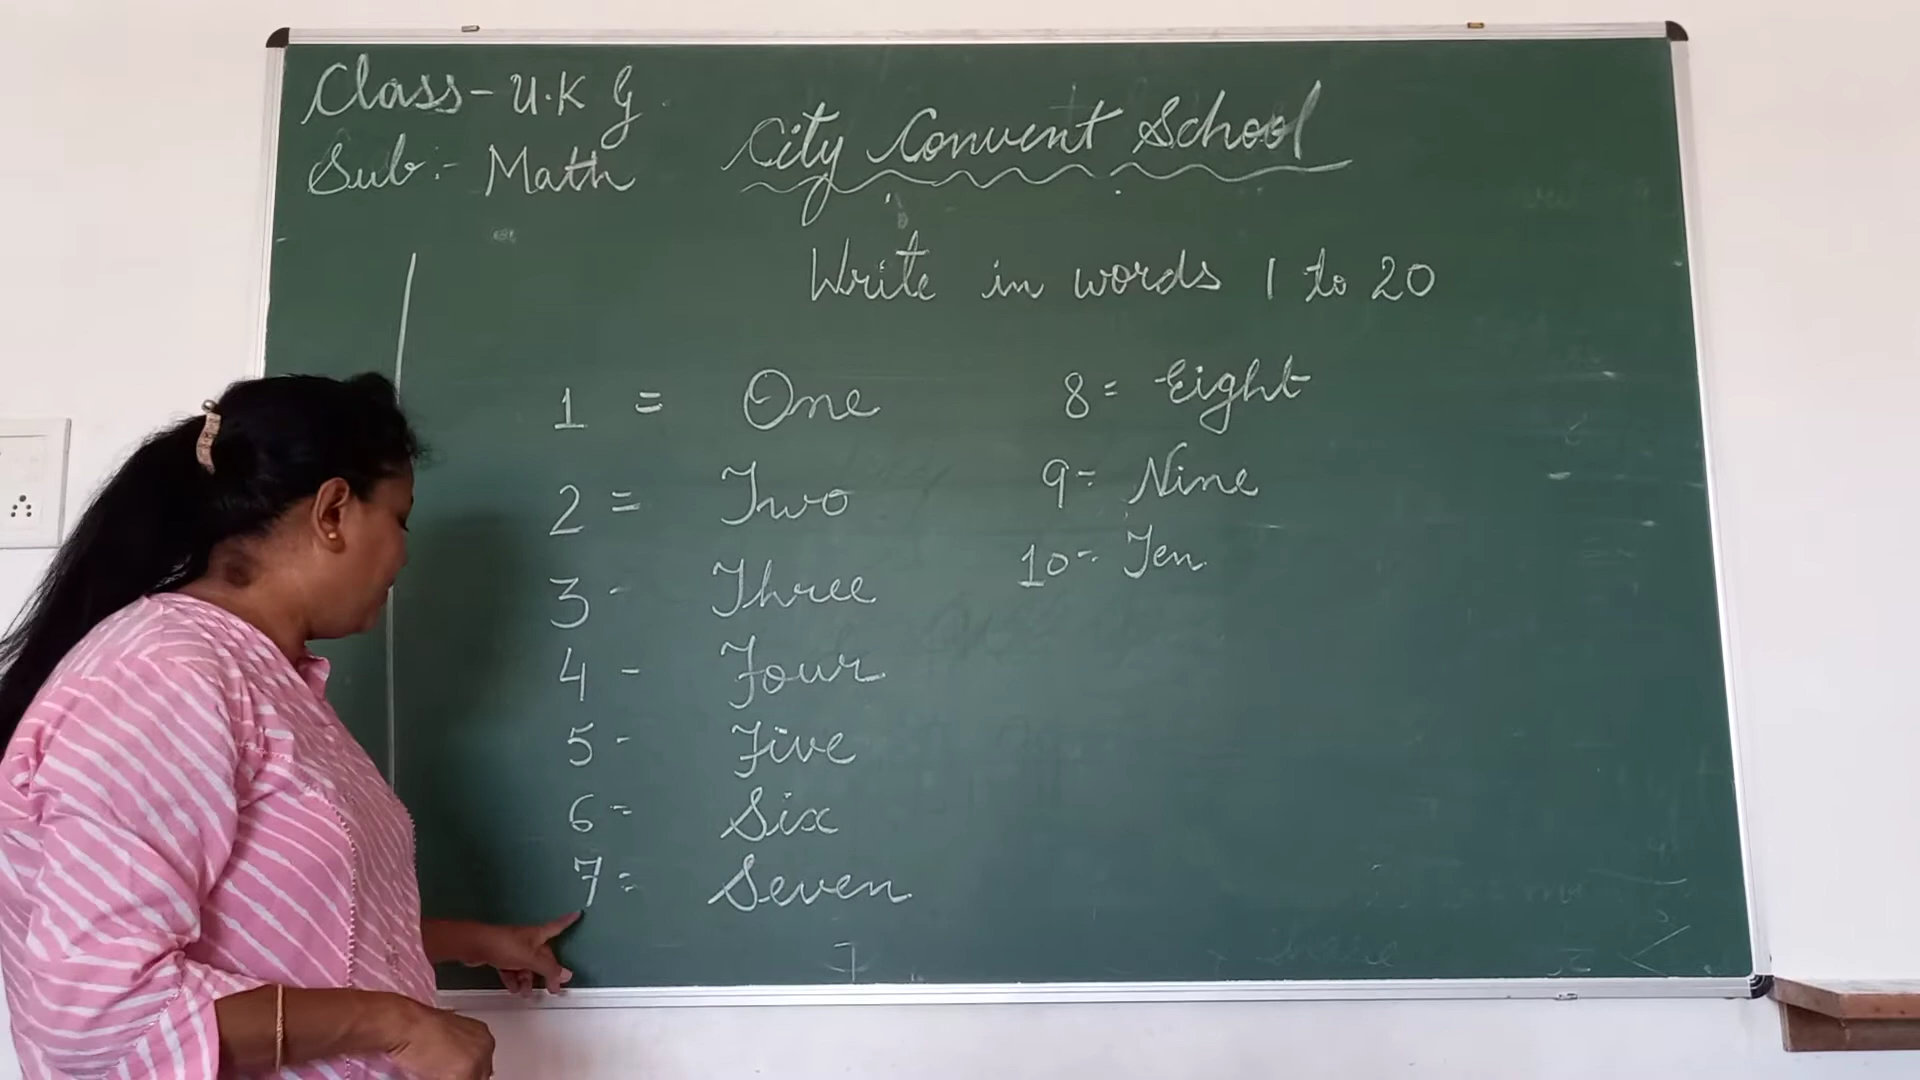 Class- U.K G.
Sub:- Math
City Convent School
Write in words 1 to 20
1 = One
2 = Two
3 - Three
4 - Four
5 - Five
6 = Six
7 = Seven
8 = Eight
9 = Nine
10 = Ten